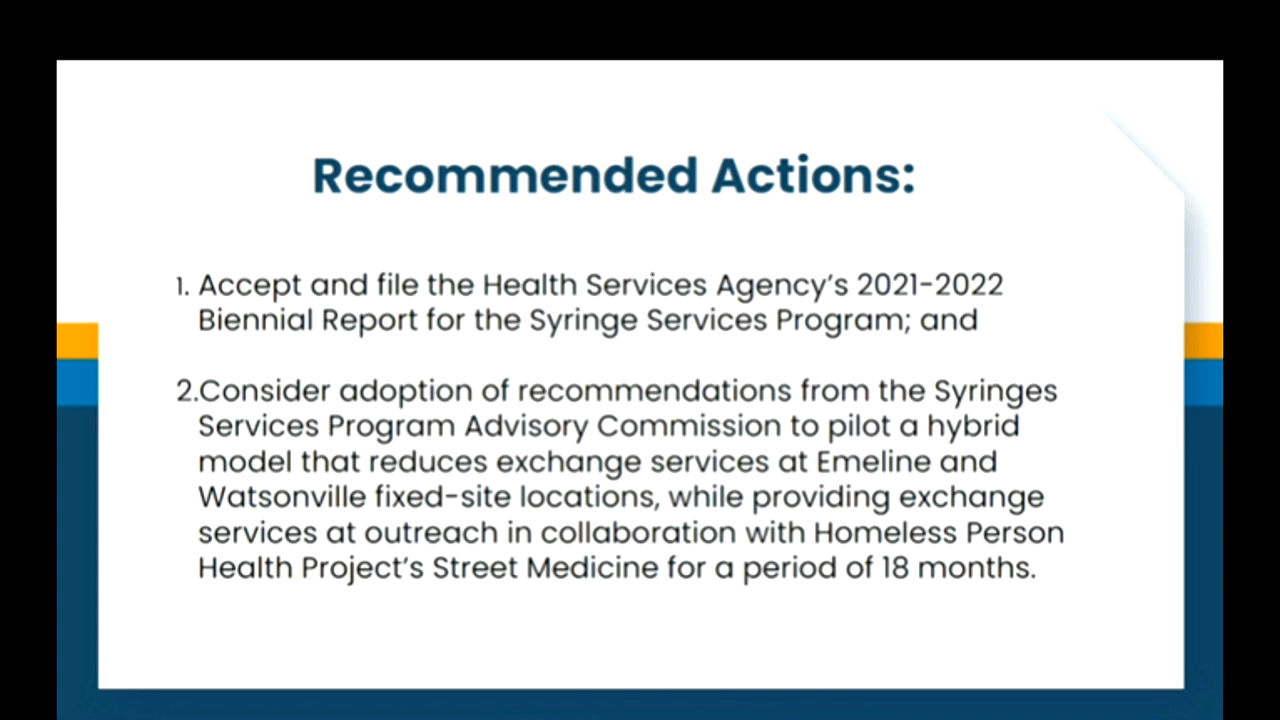 Recommended Actions:
1. Accept and file the Health Services Agency's 2021-2022
Biennial Report for the Syringe Services Program; and
2.Consider adoption of recommendations from the Syringes
Services Program Advisory Commission to pilot a hybrid
model that reduces exchange services at Emeline and
Watsonville fixed-site locations, while providing exchange
services at outreach in collaboration with Homeless Person
Health Project's Street Medicine for a period of 18 months.